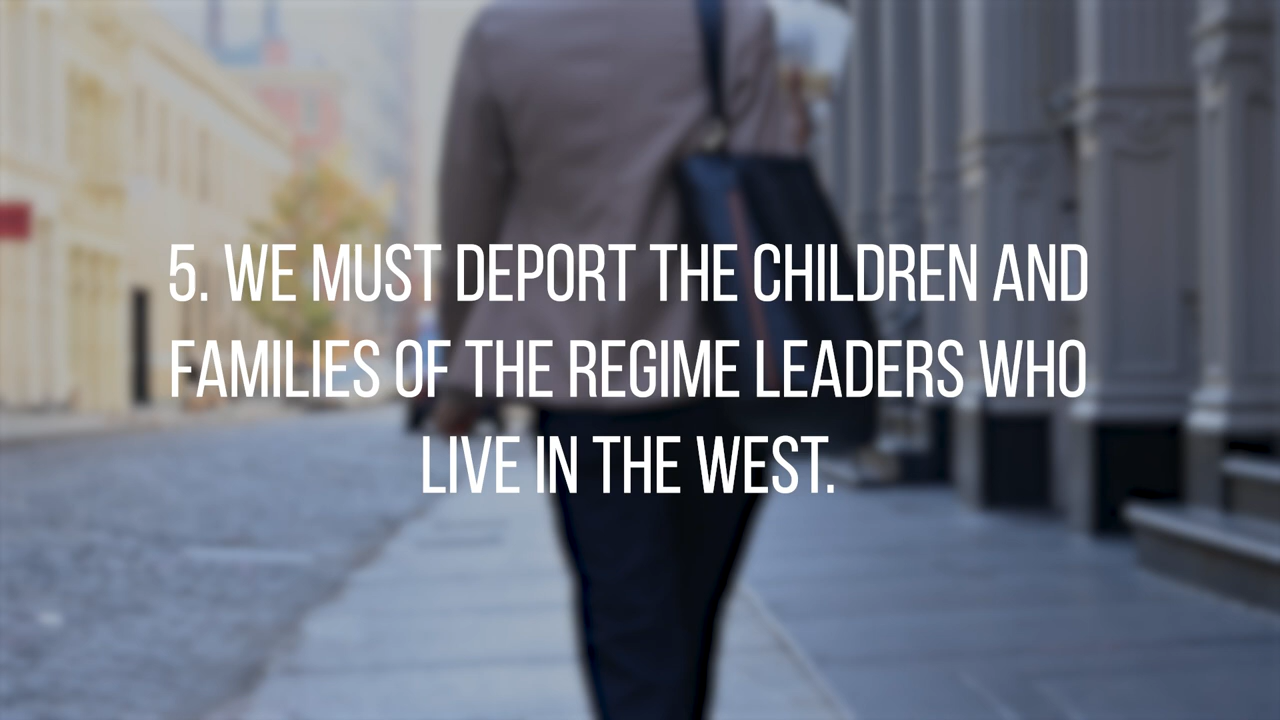 5. WE MUST DEPORT THE CHILDREN AND
FAMILIES OF THE REGIME LEADERS WHO
LIVE IN THE WEST.